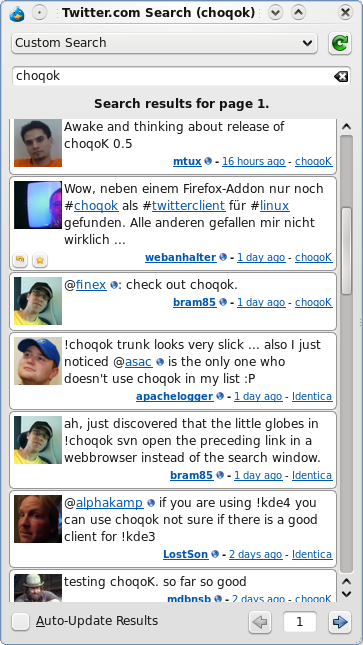 Twitter.com Search (choqok)
Custom Search
choqok
Search results for page 1.
Awake and thinking about release of
choqoK 0.5
mtux - 16 hours ago - choqoK
Wow, neben einem Firefox-Addon nur noch
#choqok als #twitterclient für #linux
gefunden. Alle anderen gefallen mir nicht
wirklich ...
webanhalter - 1 day ago - choqoK
@finex : check out choqok.
bram85 - 1 day ago - choqoK
!choqok trunk looks very slick ... also I just
noticed @asac is the only one who
doesn't use choqok in my list :P
apachelogger - 1 day ago - Identica
ah, just discovered that the little globes in
!choqok svn open the preceding link in a
webbrowser instead of the search window.
bram85 - 1 day ago - Identica
@alphakamp if you are using !kde4 you
can use choqok not sure if there is a good
client for !kde3
LostSon - 2 days ago - Identica
testing choqoK. so far so good
mdbnsb - 2 days ago - choqoK
Auto-Update Results
1